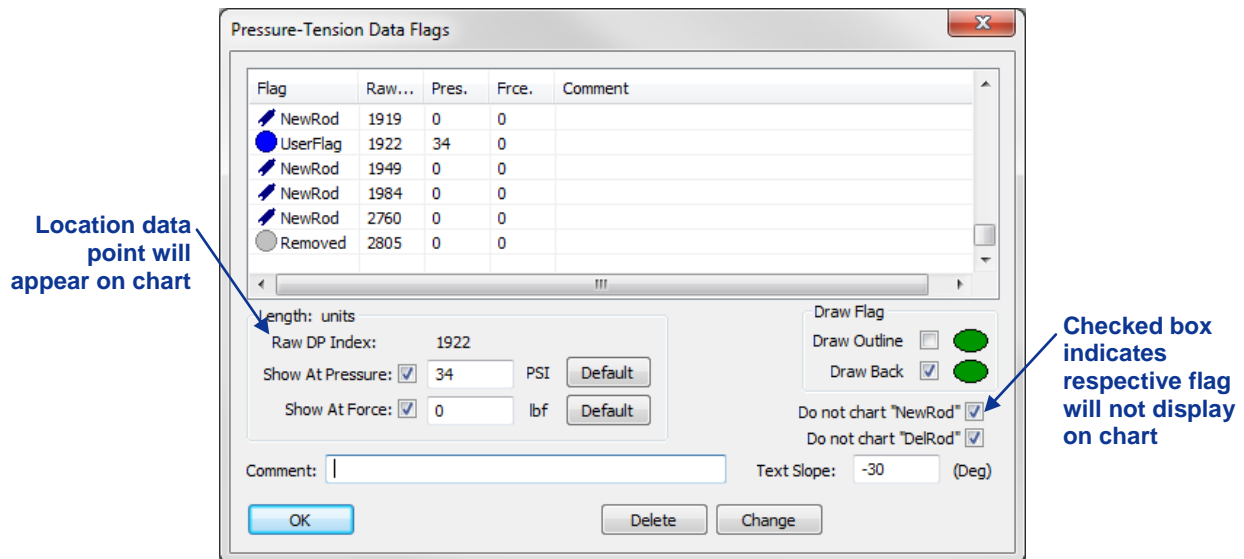 Pressure-Tension Data Flags
Flag Raw... Pres. Frce. Comment
NewRod 1919 0 0
UserFlag 1922 34 0
NewRod 1949 0 0
NewRod 1984 0 0
NewRod 2760 0 0
Removed 2805 0 0
Location data
point will
appear on chart
Length: units
Raw DP Index: 1922
Show At Pressure: 34 PSI Default
Show At Force: 0 lbf Default
Draw Flag
Draw Outline
Draw Back
Do not chart "NewRod"
Do not chart "DelRod"
Checked box
indicates
respective flag
will not display
on chart
Comment:
Text Slope: -30 (Deg)
OK Delete Change